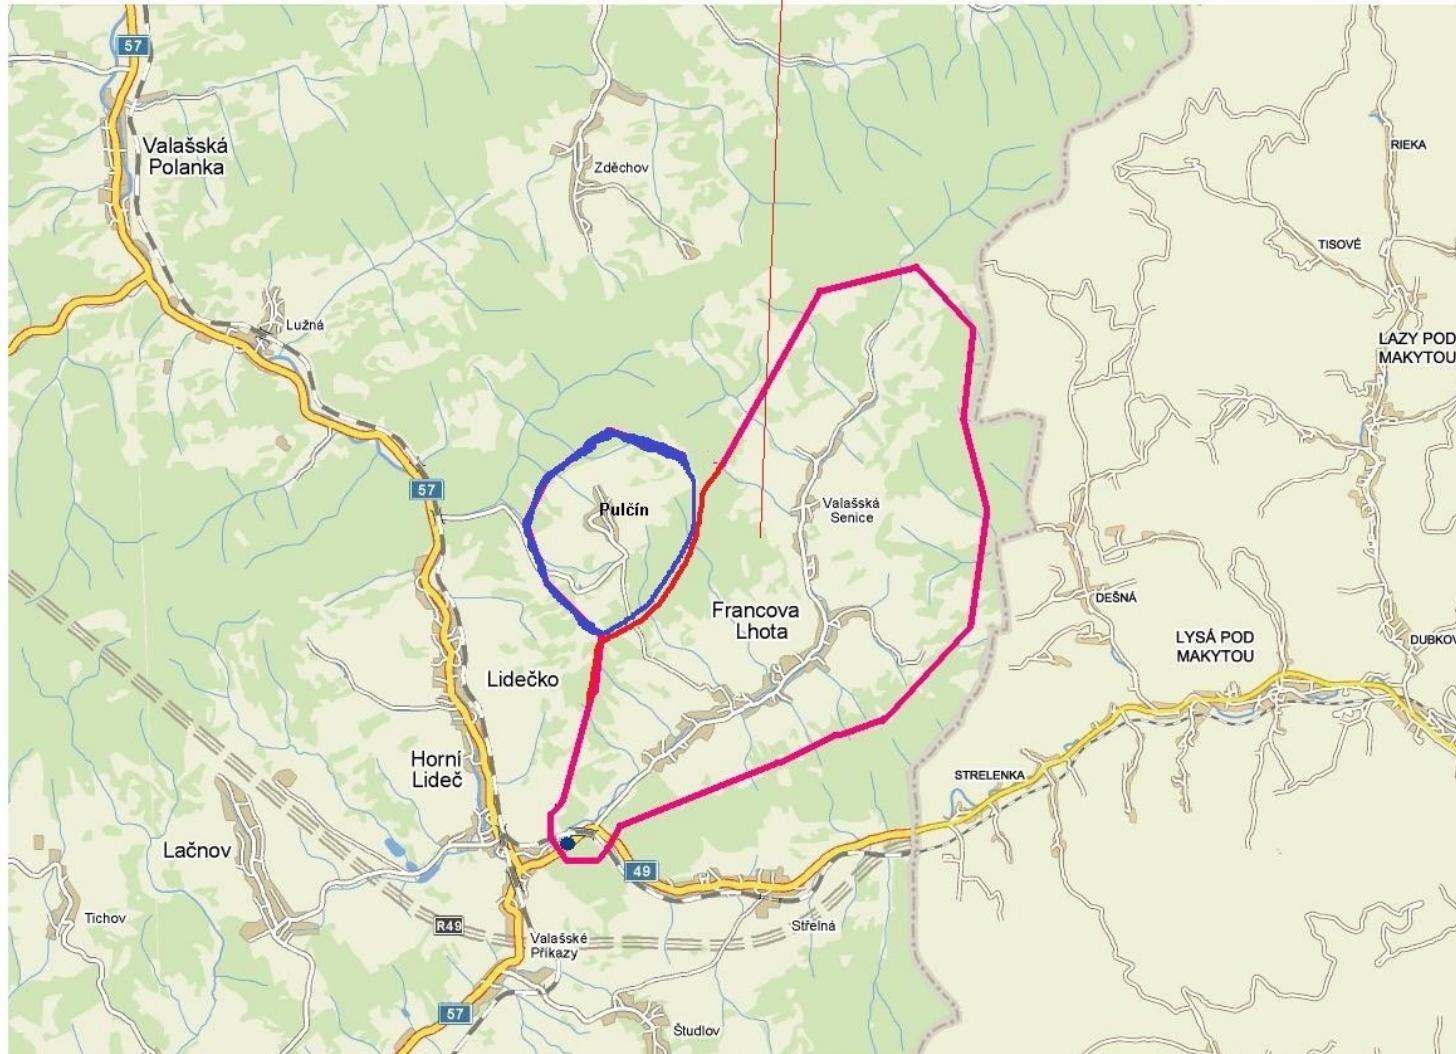 57
Valašská
Polanka
Zděchov
RIEKA
TISOVÉ
Lužná
LAZY POD
MAKYTOU
57
Pulčín
Valašská
Senice
Francova
Lhota
DEŠNÁ
LYSÁ POD
MAKYTOU
DUBKOV
Lidečko
Horní
Lideč
STRELENKA
Lačnov
49
Tichov
R49
Střelná
Valašské
Příkazy
57
Študlov